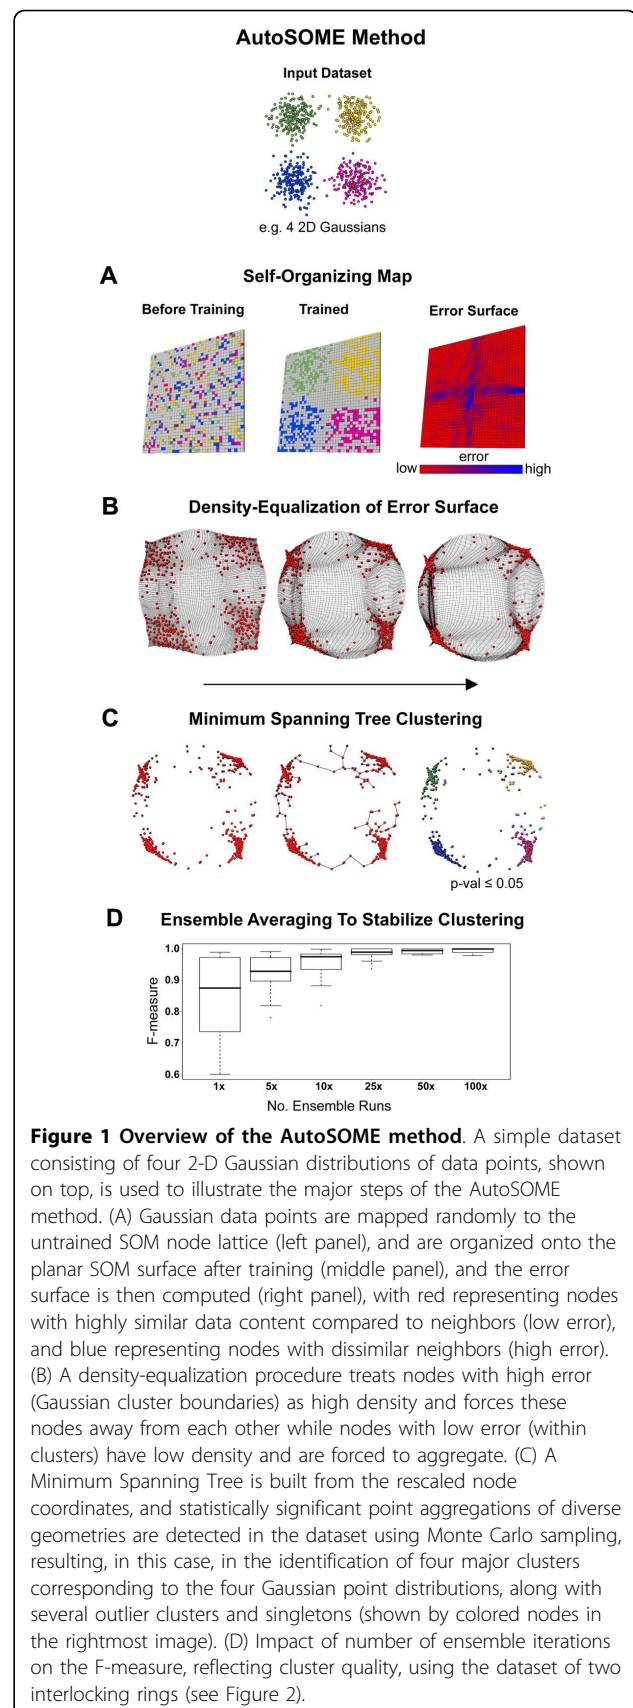 AutoSOME Method
Input Dataset
e.g. 4 2D Gaussians
A Self-Organizing Map
Before Training Trained Error Surface
error
low high
B Density-Equalization of Error Surface
C Minimum Spanning Tree Clustering
p-val ≤ 0.05
D Ensemble Averaging To Stabilize Clustering
F-measure
1.0
0.9
0.8
0.7
0.6
1x 5x 10x 25x 50x 100x
No. Ensemble Runs
Figure 1 Overview of the AutoSOME method. A simple dataset
consisting of four 2-D Gaussian distributions of data points, shown
on top, is used to illustrate the major steps of the AutoSOME
method. (A) Gaussian data points are mapped randomly to the
untrained SOM node lattice (left panel), and are organized onto the
planar SOM surface after training (middle panel), and the error
surface is then computed (right panel), with red representing nodes
with highly similar data content compared to neighbors (low error),
and blue representing nodes with dissimilar neighbors (high error).
(B) A density-equalization procedure treats nodes with high error
(Gaussian cluster boundaries) as high density and forces these
nodes away from each other while nodes with low error (within
clusters) have low density and are forced to aggregate. (C) A
Minimum Spanning Tree is built from the rescaled node
coordinates, and statistically significant point aggregations of diverse
geometries are detected in the dataset using Monte Carlo sampling,
resulting, in this case, in the identification of four major clusters
corresponding to the four Gaussian point distributions, along with
several outlier clusters and singletons (shown by colored nodes in
the rightmost image). (D) Impact of number of ensemble iterations
on the F-measure, reflecting cluster quality, using the dataset of two
interlocking rings (see Figure 2).